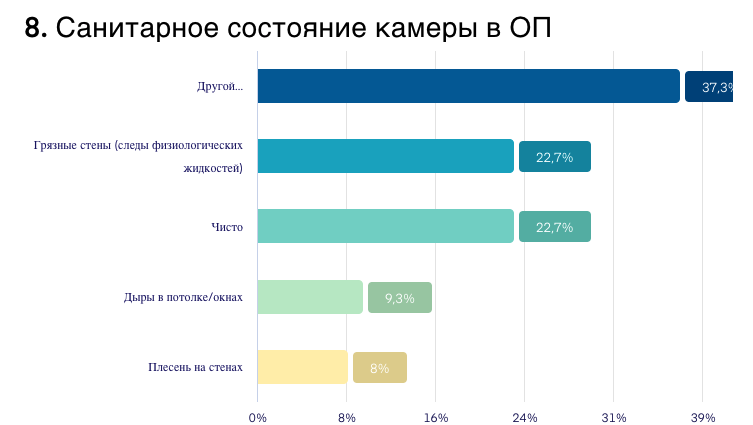 8. Санитарное состояние камеры в ОП
Другой...
37,3%
Грязные стены (следы физиологических
жидкостей)
22,7%
Чисто
22,7%
Дыры в потолке/окнах
9,3%
Плесень на стенах
8%
0% 8% 16% 24% 31% 39%